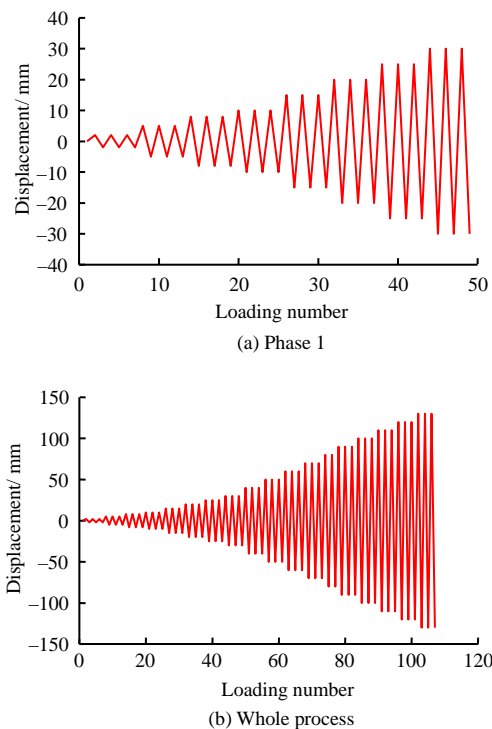 40
30
20
10
0
–10
–20
–30
–40
Displacement/ mm
0 10 20 30 40 50
Loading number
(a) Phase 1
150
100
50
0
–50
–100
–150
Displacement/ mm
0 20 40 60 80 100 120
Loading number
(b) Whole process